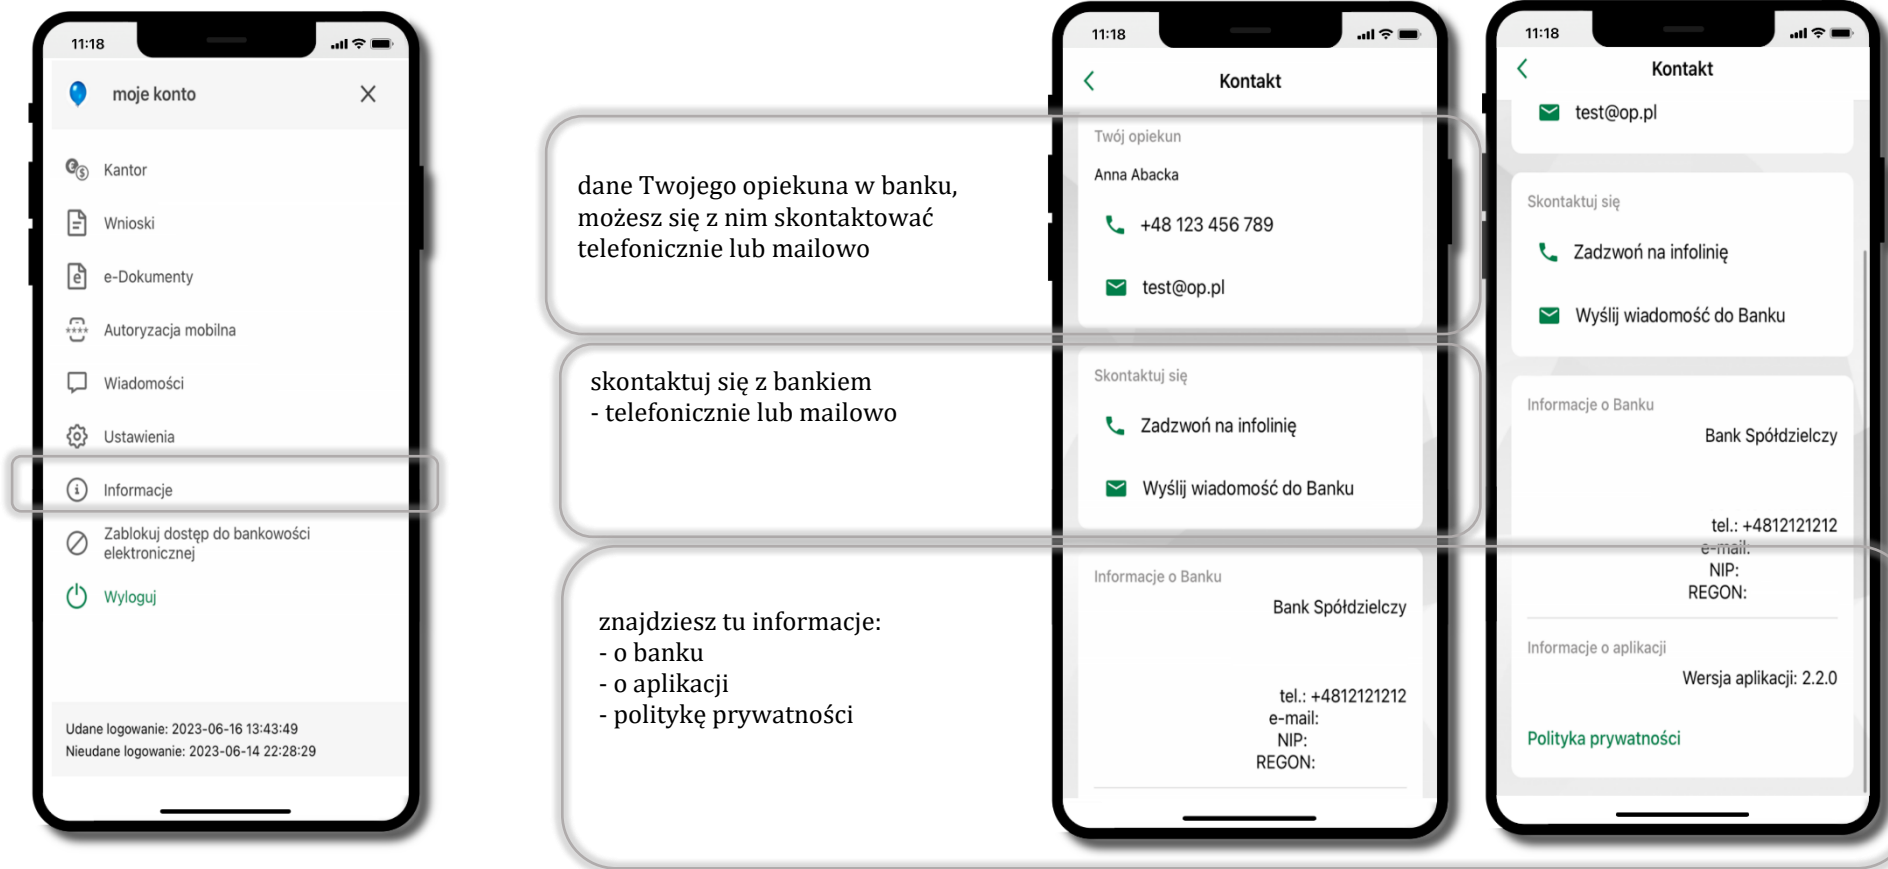 11:18
moje konto
Kantor
Wnioski
e-Dokumenty
Autoryzacja mobilna
Wiadomości
Ustawienia
Informacje
Zablokuj dostęp do bankowości
elektronicznej
Wyloguj
Udane logowanie: 2023-06-16 13:43:49
Nieudane logowanie: 2023-06-14 22:28:29
dane Twojego opiekuna w banku,
możesz się z nim skontaktować
telefonicznie lub mailowo
skontaktuj się z bankiem
- telefonicznie lub mailowo
znajdziesz tu informacje:
- o banku
- o aplikacji
- politykę prywatności
11:18
Kontakt
Twój opiekun
Anna Abacka
+48 123 456 789
test@op.pl
Skontaktuj się
Zadzwoń na infolinię
Wyślij wiadomość do Banku
Informacje o Banku
Bank Spółdzielczy
tel.: +4812121212
e-mail:
NIP:
REGON:
11:18
Kontakt
test@op.pl
Skontaktuj się
Zadzwoń na infolinię
Wyślij wiadomość do Banku
Informacje o Banku
Bank Spółdzielczy
tel.: +4812121212
e-mail:
NIP:
REGON:
Informacje o aplikacji
Wersja aplikacji: 2.2.0
Polityka prywatności